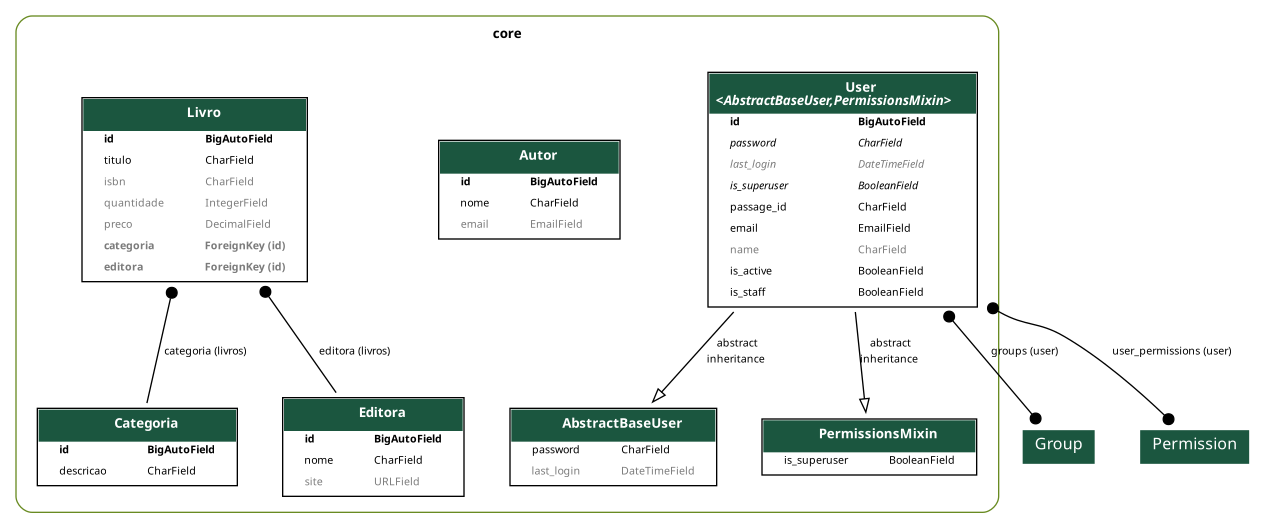 core
Livro
id BigAutoField
titulo CharField
isbn CharField
quantidade IntegerField
preco DecimalField
categoria ForeignKey (id)
editora ForeignKey (id)
Autor
id BigAutoField
nome CharField
email EmailField
User
<AbstractBaseUser,PermissionsMixin>
id BigAutoField
password CharField
last_login DateTimeField
is_superuser BooleanField
passage_id CharField
email EmailField
name CharField
is_active BooleanField
is_staff BooleanField
categoria (livros)
editora (livros)
abstract
inheritance
abstract
inheritance
groups (user)
user_permissions (user)
Categoria
id BigAutoField
descricao CharField
Editora
id BigAutoField
nome CharField
site URLField
AbstractBaseUser
password CharField
last_login DateTimeField
PermissionsMixin
is_superuser BooleanField
Group
Permission